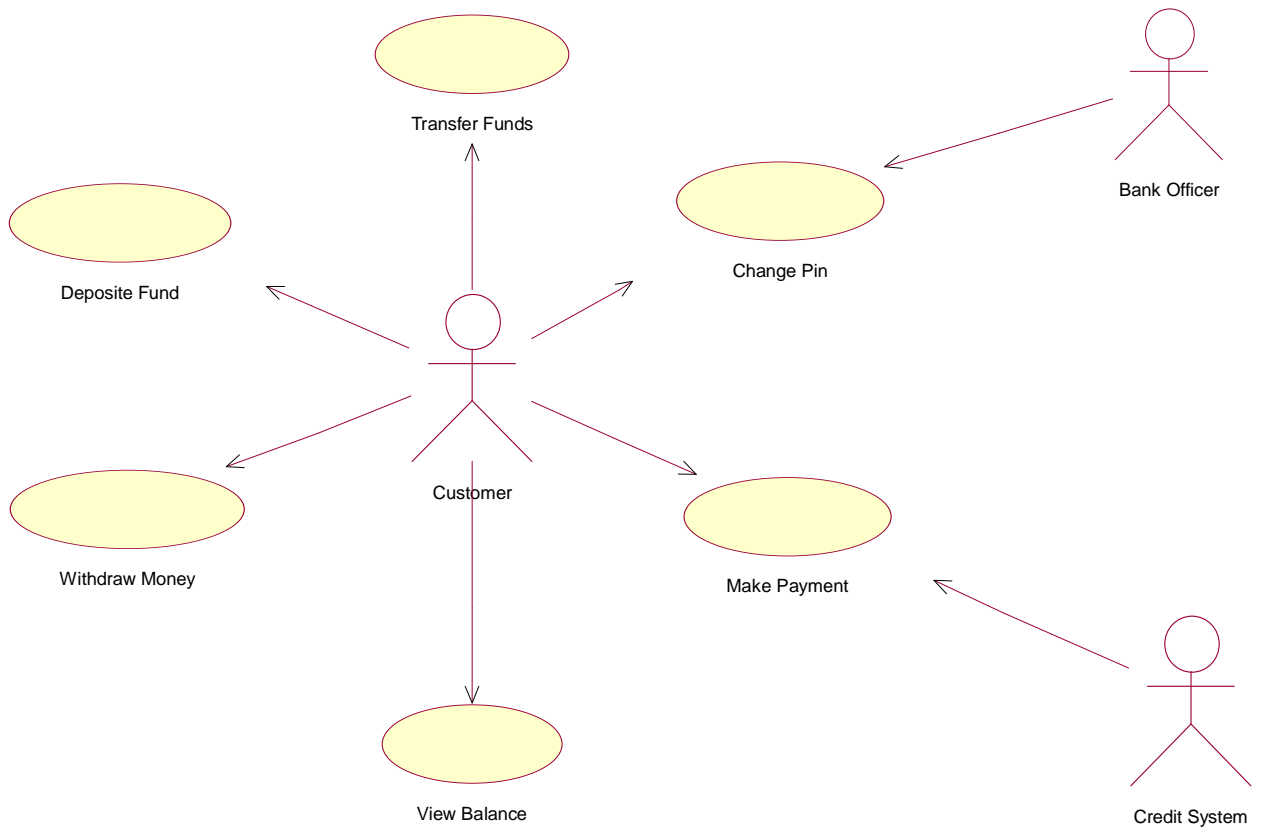 Transfer Funds
Bank Officer
Change Pin
Deposite Fund
Customer
Withdraw Money
Make Payment
View Balance
Credit System